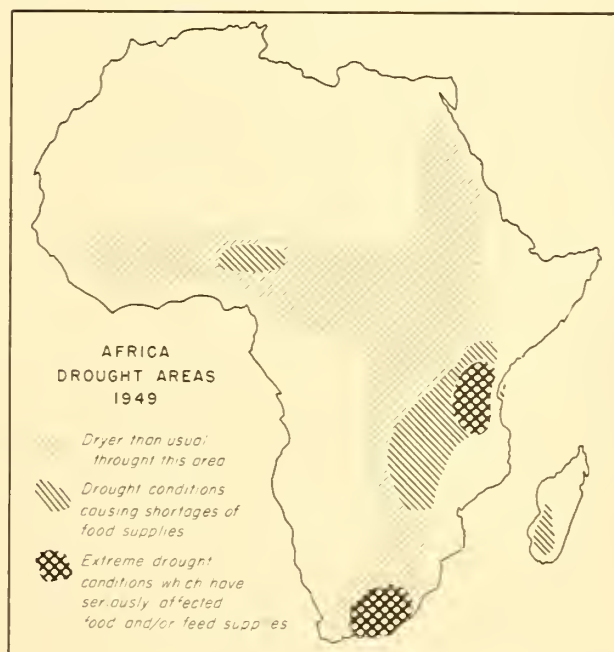 AFRICA
DROUGHT AREAS
1949
Dryer than usual
throught this area
Drought conditions
causing shortages of
food supplies
Extreme drought
conditions which have
seriously affected
food and/or feed supplies